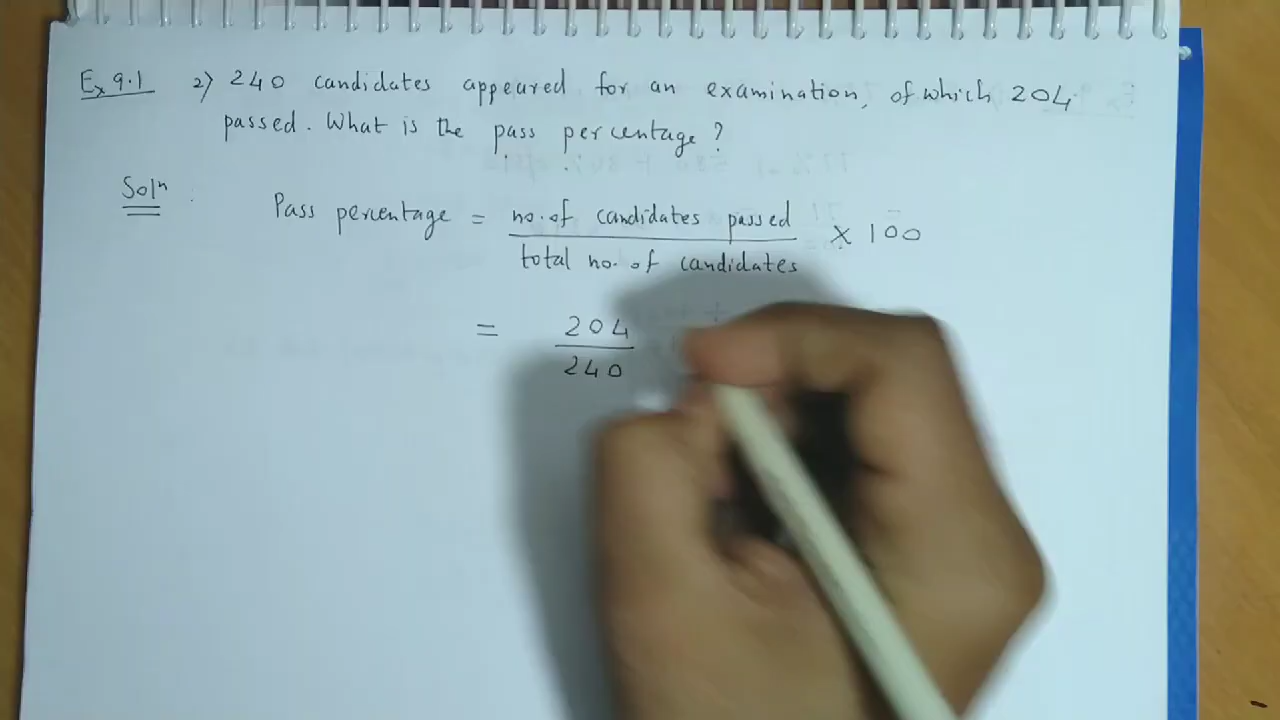 Ex 9.1 2) 240 candidates appeared for an examination, of which 204
passed. What is the pass percentage ?
Solⁿ :
Pass percentage = no. of candidates passed / total no. of candidates × 100
= 204 / 240